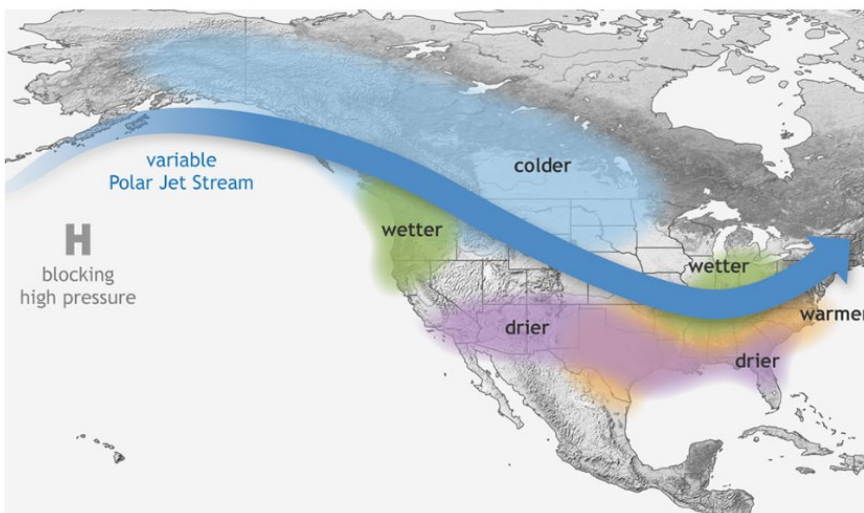 variable
Polar Jet Stream
colder
H
blocking
high pressure
wetter
wetter
warmer
drier
drier